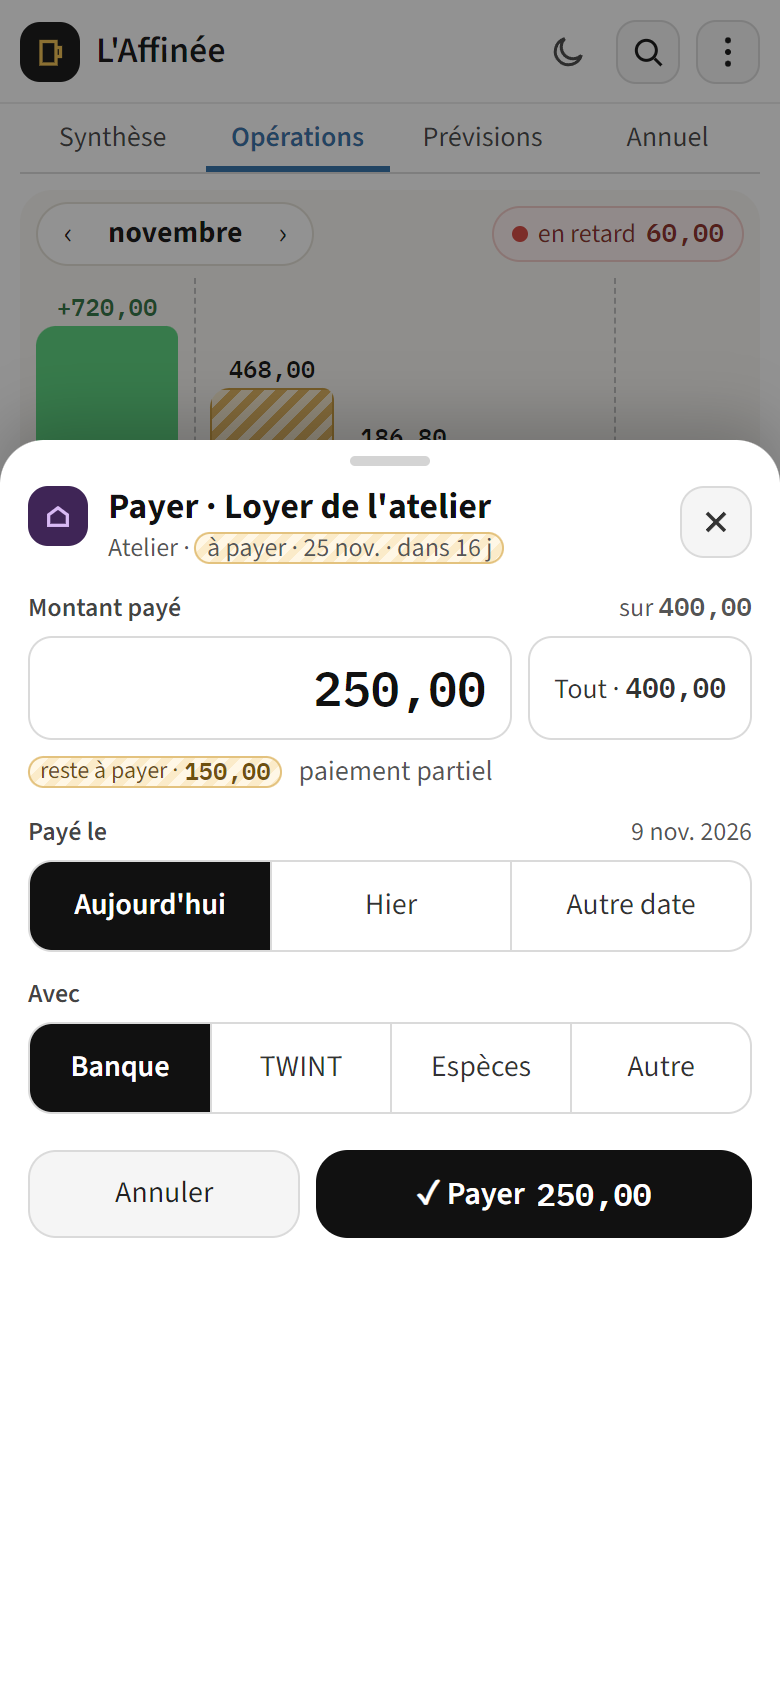 L'Affinée
Synthèse Opérations Prévisions Annuel
‹ novembre › en retard 60,00
+720,00
468,00
186,80
Payer · Loyer de l'atelier
Atelier · à payer · 25 nov. · dans 16 j
Montant payé sur 400,00
250,00 Tout · 400,00
reste à payer · 150,00 paiement partiel
Payé le 9 nov. 2026
Aujourd'hui Hier Autre date
Avec
Banque TWINT Espèces Autre
Annuler ✓ Payer 250,00